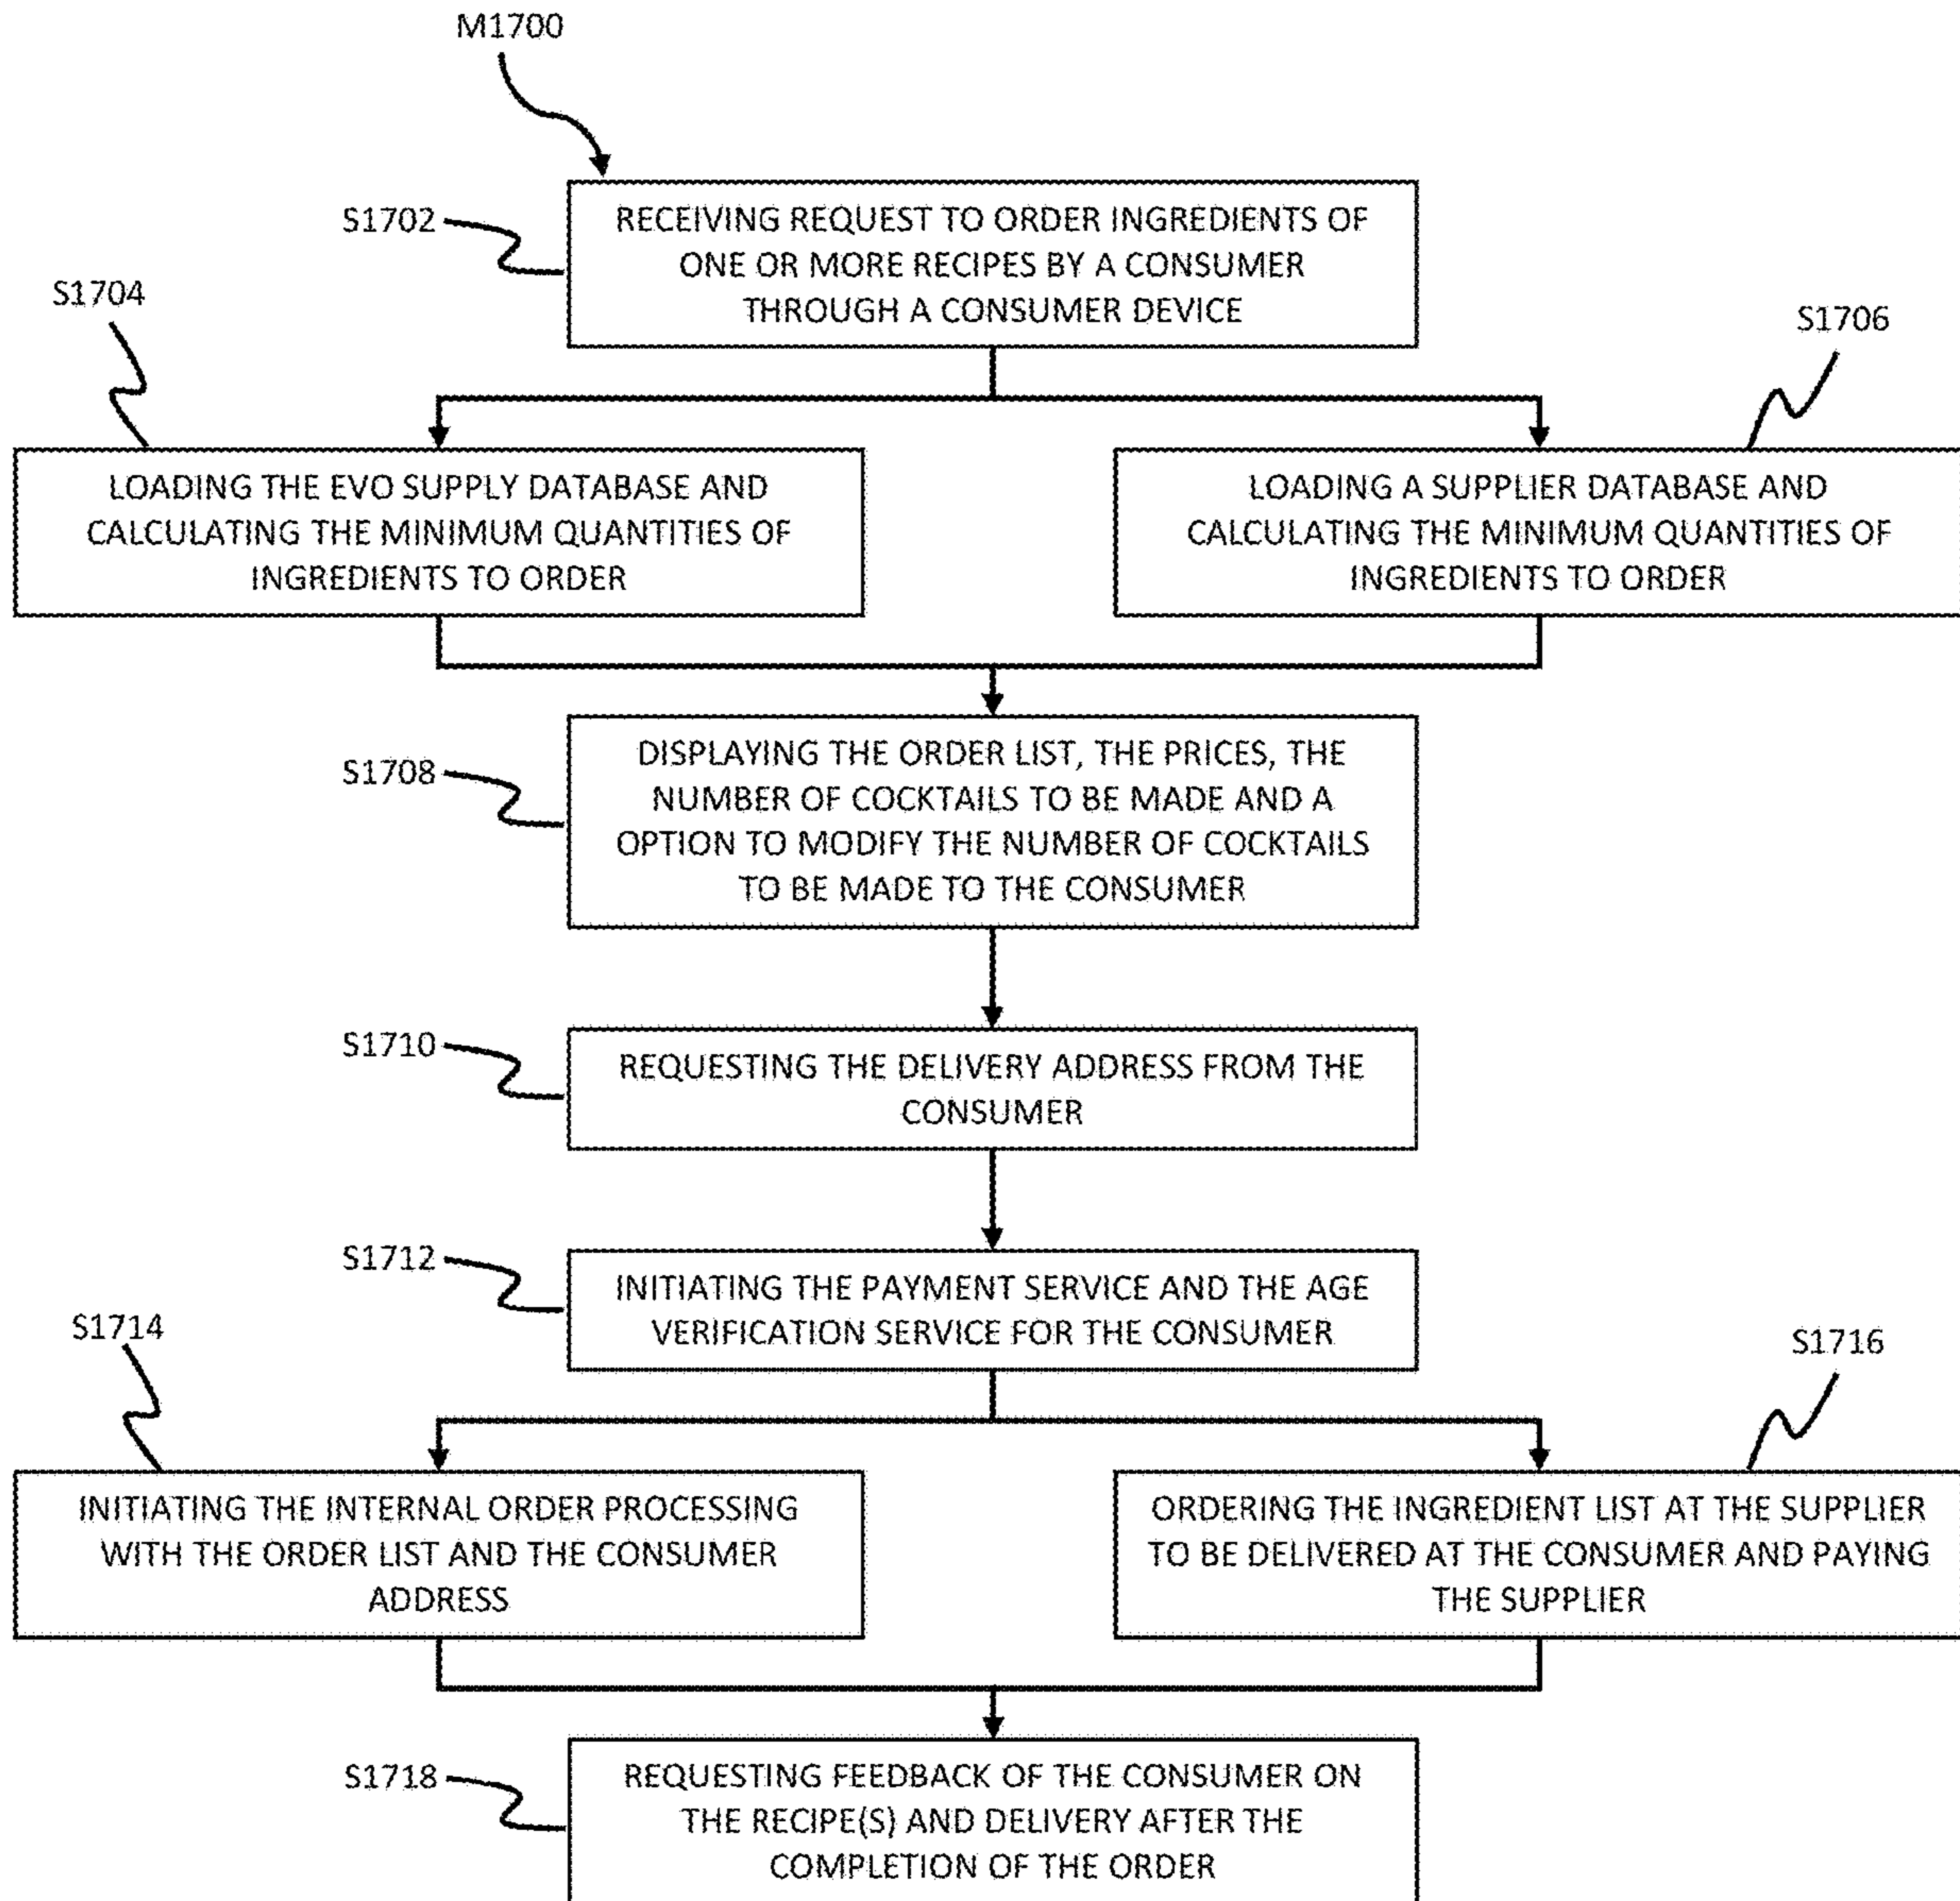 M1700
S1702
RECEIVING REQUEST TO ORDER INGREDIENTS OF
ONE OR MORE RECIPES BY A CONSUMER
THROUGH A CONSUMER DEVICE
S1704
LOADING THE EVO SUPPLY DATABASE AND
CALCULATING THE MINIMUM QUANTITIES OF
INGREDIENTS TO ORDER
S1706
LOADING A SUPPLIER DATABASE AND
CALCULATING THE MINIMUM QUANTITIES OF
INGREDIENTS TO ORDER
S1708
DISPLAYING THE ORDER LIST, THE PRICES, THE
NUMBER OF COCKTAILS TO BE MADE AND A
OPTION TO MODIFY THE NUMBER OF COCKTAILS
TO BE MADE TO THE CONSUMER
S1710
REQUESTING THE DELIVERY ADDRESS FROM THE
CONSUMER
S1712
INITIATING THE PAYMENT SERVICE AND THE AGE
VERIFICATION SERVICE FOR THE CONSUMER
S1714
INITIATING THE INTERNAL ORDER PROCESSING
WITH THE ORDER LIST AND THE CONSUMER
ADDRESS
S1716
ORDERING THE INGREDIENT LIST AT THE SUPPLIER
TO BE DELIVERED AT THE CONSUMER AND PAYING
THE SUPPLIER
S1718
REQUESTING FEEDBACK OF THE CONSUMER ON
THE RECIPE(S) AND DELIVERY AFTER THE
COMPLETION OF THE ORDER